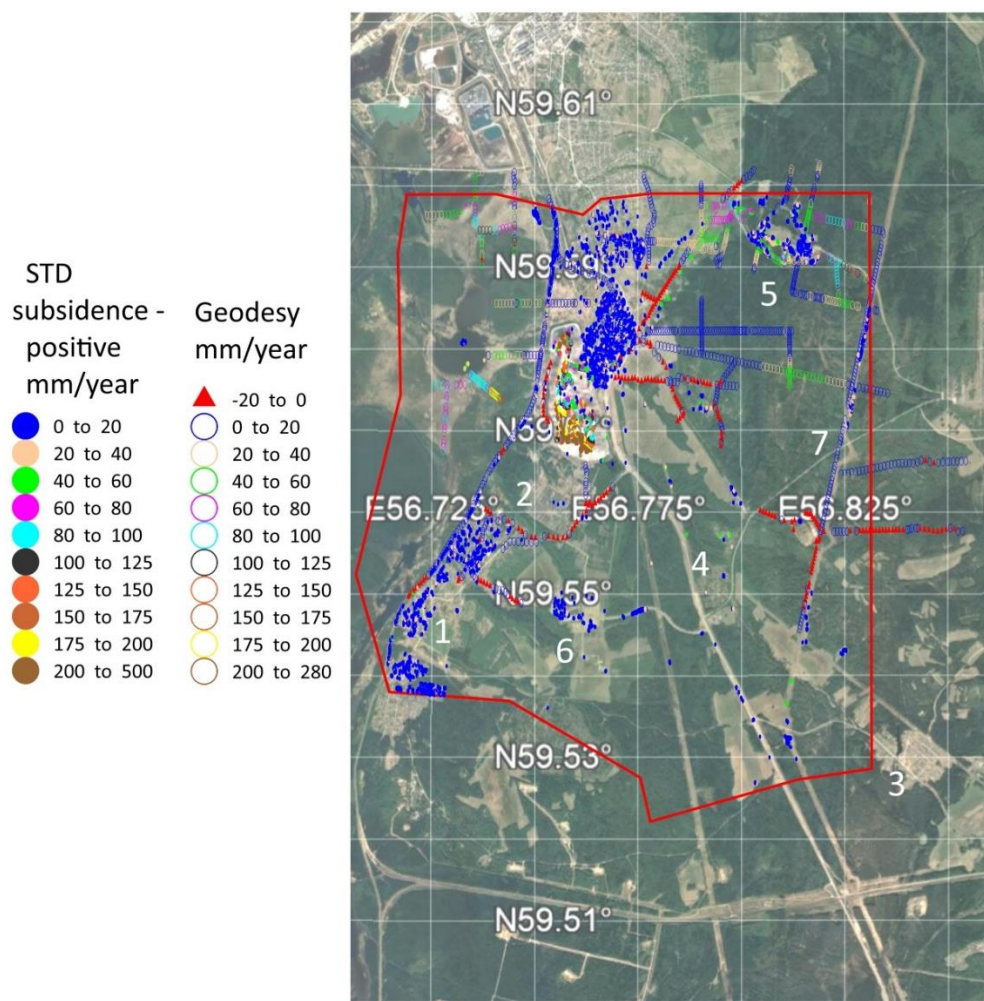 STD
subsidence -
positive
mm/year
0 to 20
20 to 40
40 to 60
60 to 80
80 to 100
100 to 125
125 to 150
150 to 175
175 to 200
200 to 500
Geodesy
mm/year
-20 to 0
0 to 20
20 to 40
40 to 60
60 to 80
80 to 100
100 to 125
125 to 150
150 to 175
175 to 200
200 to 280
N59.61°
N59.59°
5
7
2
E56.725°
E56.775°
E56.825°
4
N59.55°
1
6
N59.53°
3
N59.51°